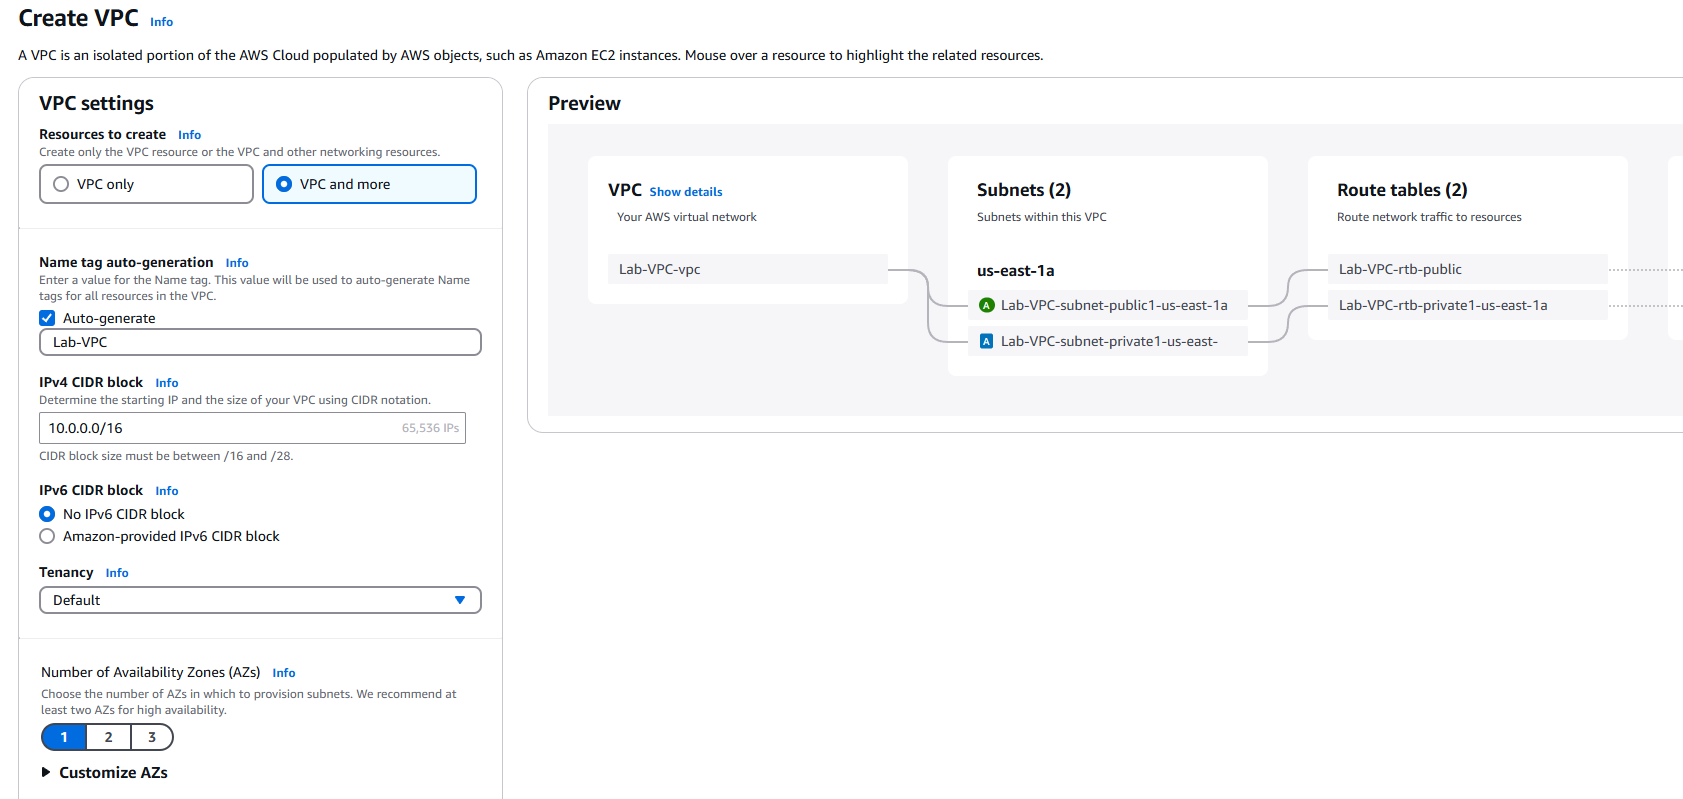 Create VPC Info
A VPC is an isolated portion of the AWS Cloud populated by AWS objects, such as Amazon EC2 instances. Mouse over a resource to highlight the related resources.
VPC settings
Resources to create Info
Create only the VPC resource or the VPC and other networking resources.
VPC only
VPC and more
Name tag auto-generation Info
Enter a value for the Name tag. This value will be used to auto-generate Name
tags for all resources in the VPC.
Auto-generate
Lab-VPC
IPv4 CIDR block Info
Determine the starting IP and the size of your VPC using CIDR notation.
10.0.0.0/16 65,536 IPs
CIDR block size must be between /16 and /28.
IPv6 CIDR block Info
No IPv6 CIDR block
Amazon-provided IPv6 CIDR block
Tenancy Info
Default
Number of Availability Zones (AZs) Info
Choose the number of AZs in which to provision subnets. We recommend at
least two AZs for high availability.
1 2 3
Customize AZs
Preview
VPC Show details
Your AWS virtual network
Lab-VPC-vpc
Subnets (2)
Subnets within this VPC
us-east-1a
A Lab-VPC-subnet-public1-us-east-1a
A Lab-VPC-subnet-private1-us-east-
Route tables (2)
Route network traffic to resources
Lab-VPC-rtb-public
Lab-VPC-rtb-private1-us-east-1a